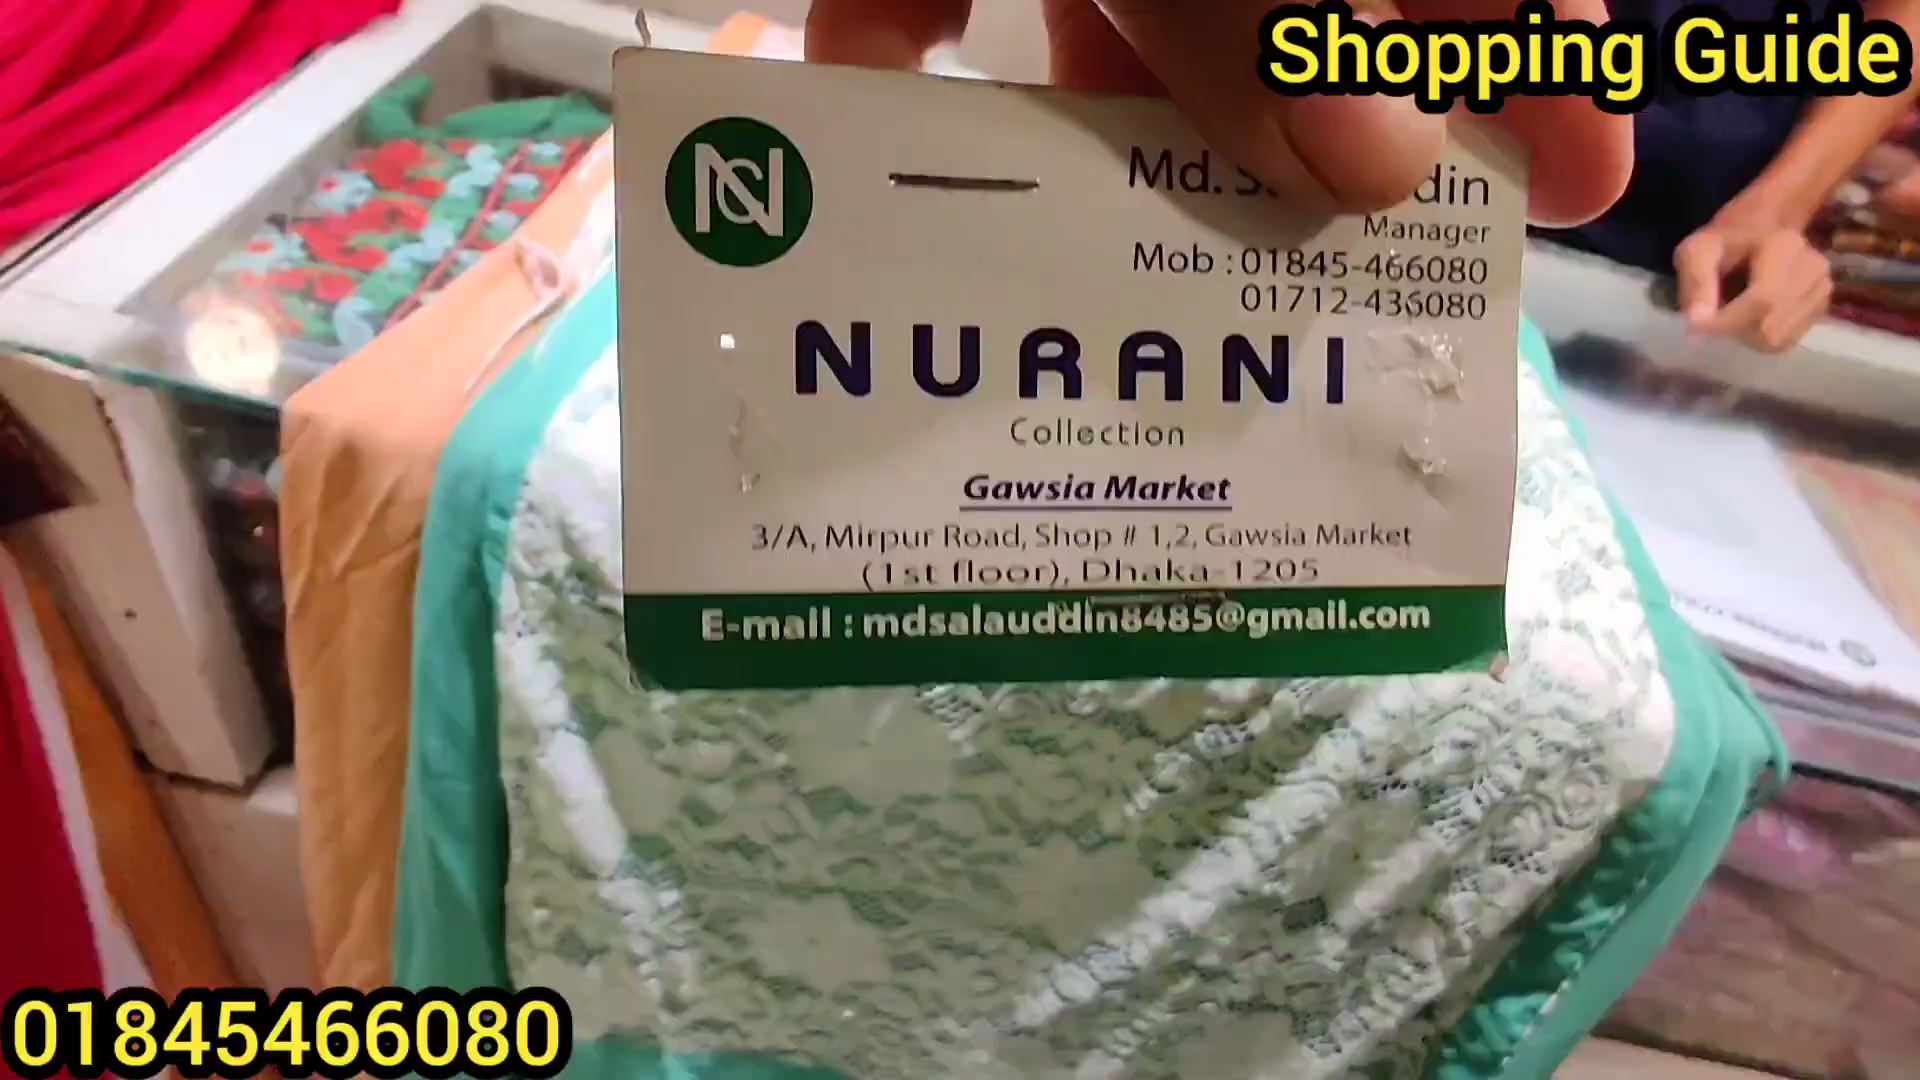 Shopping Guide
NC
Md.
Manager
Mob : 01845-466080
01712-436080
NURANI
Collection
Gawsia Market
3/A, Mirpur Road, Shop # 1,2, Gawsia Market
(1st floor), Dhaka-1205
E-mail : mdsalauddin8485@gmail.com
01845466080